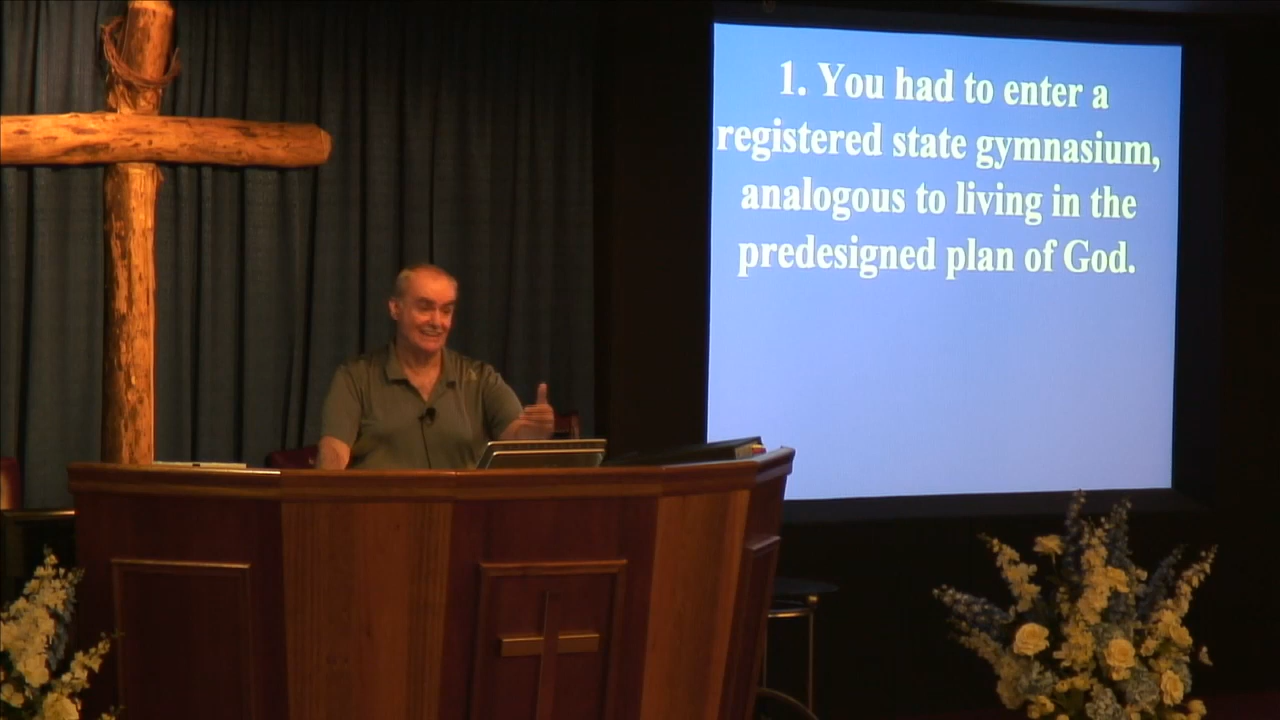 1. You had to enter a
registered state gymnasium,
analogous to living in the
predesigned plan of God.